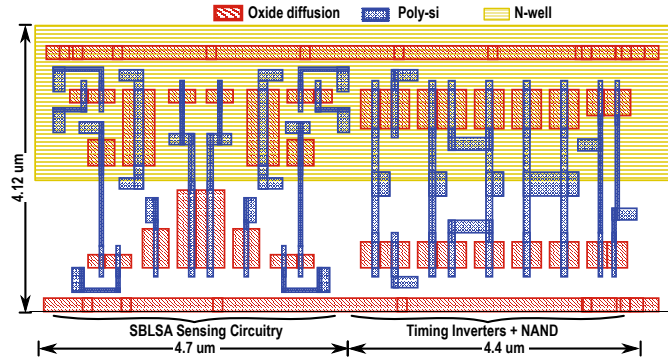 Oxide diffusion Poly-si N-well
4.12 um
SBLSA Sensing Circuitry Timing Inverters + NAND
4.7 um 4.4 um